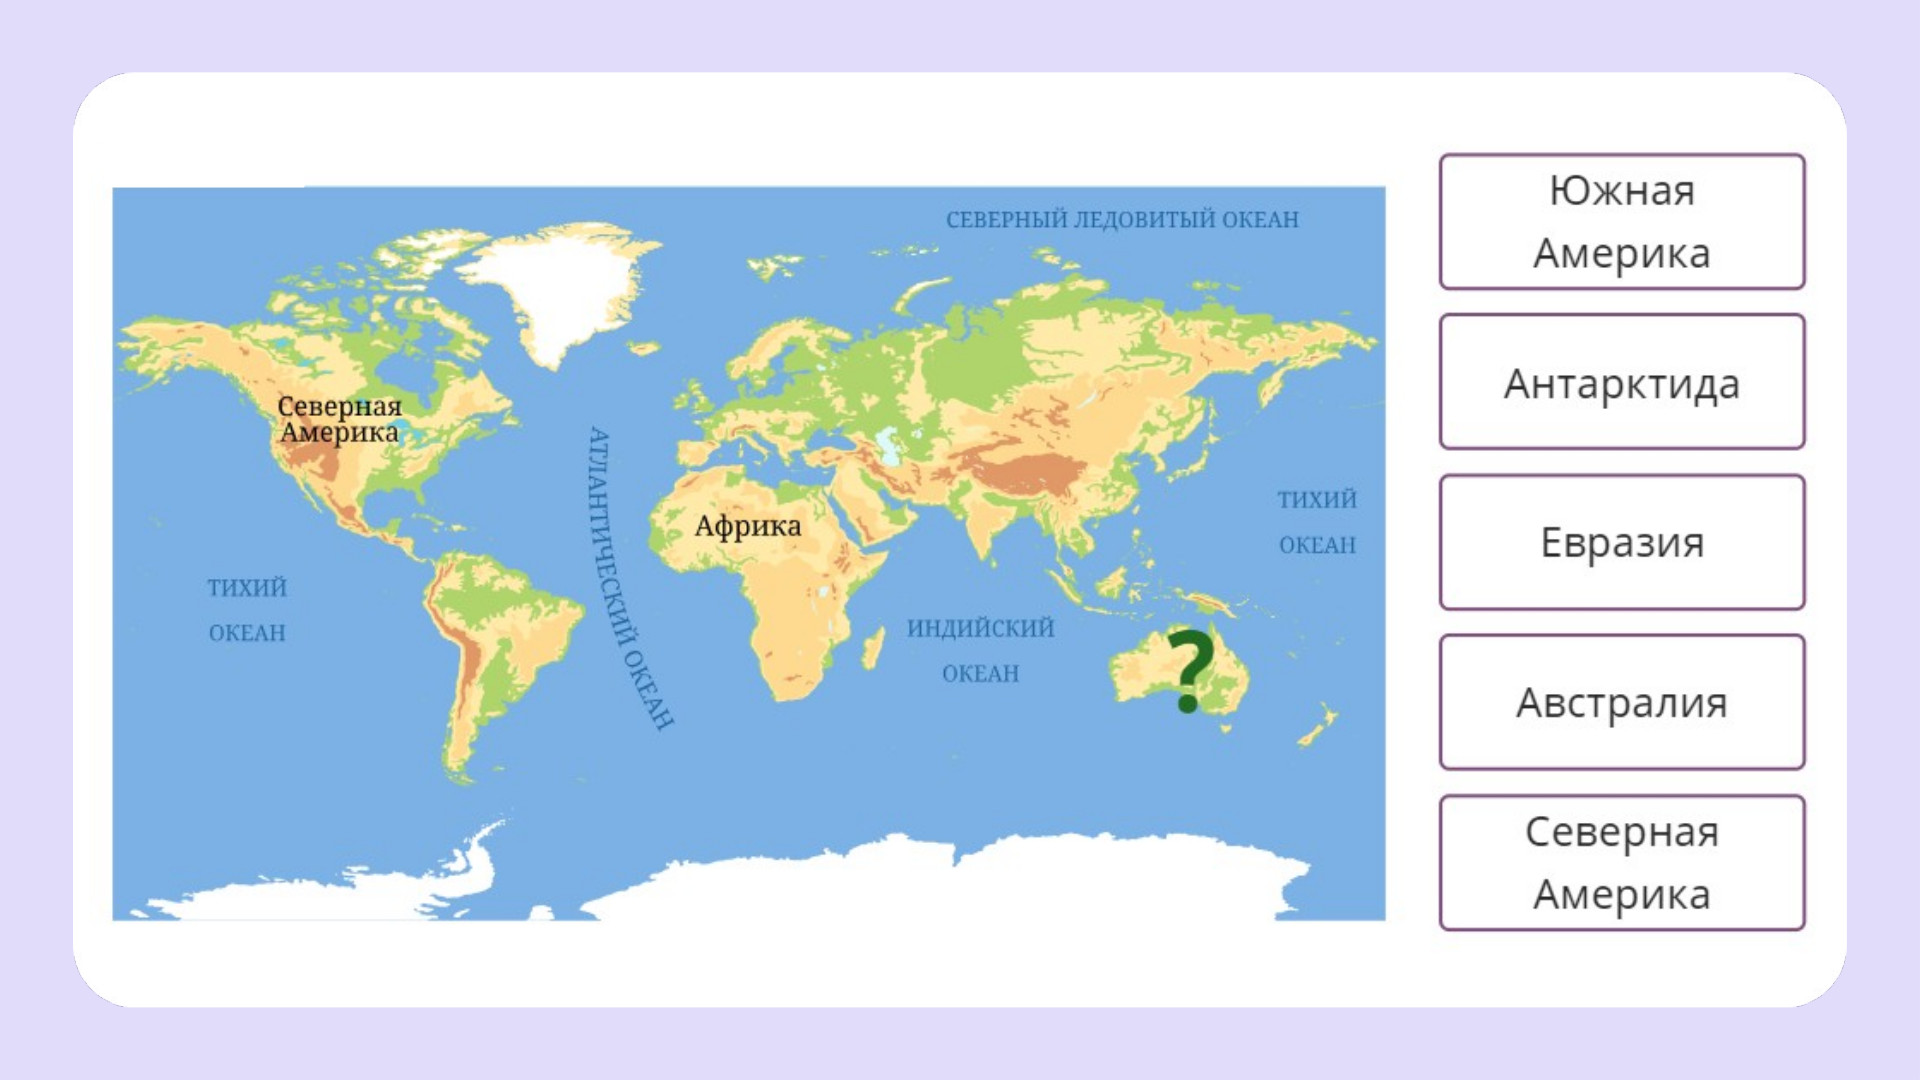 СЕВЕРНЫЙ ЛЕДОВИТЫЙ ОКЕАН
Северная
Америка
АТЛАНТИЧЕСКИЙ ОКЕАН
Африка
ТИХИЙ
ОКЕАН
ТИХИЙ
ОКЕАН
ИНДИЙСКИЙ
ОКЕАН
?
Южная
Америка
Антарктида
Евразия
Австралия
Северная
Америка